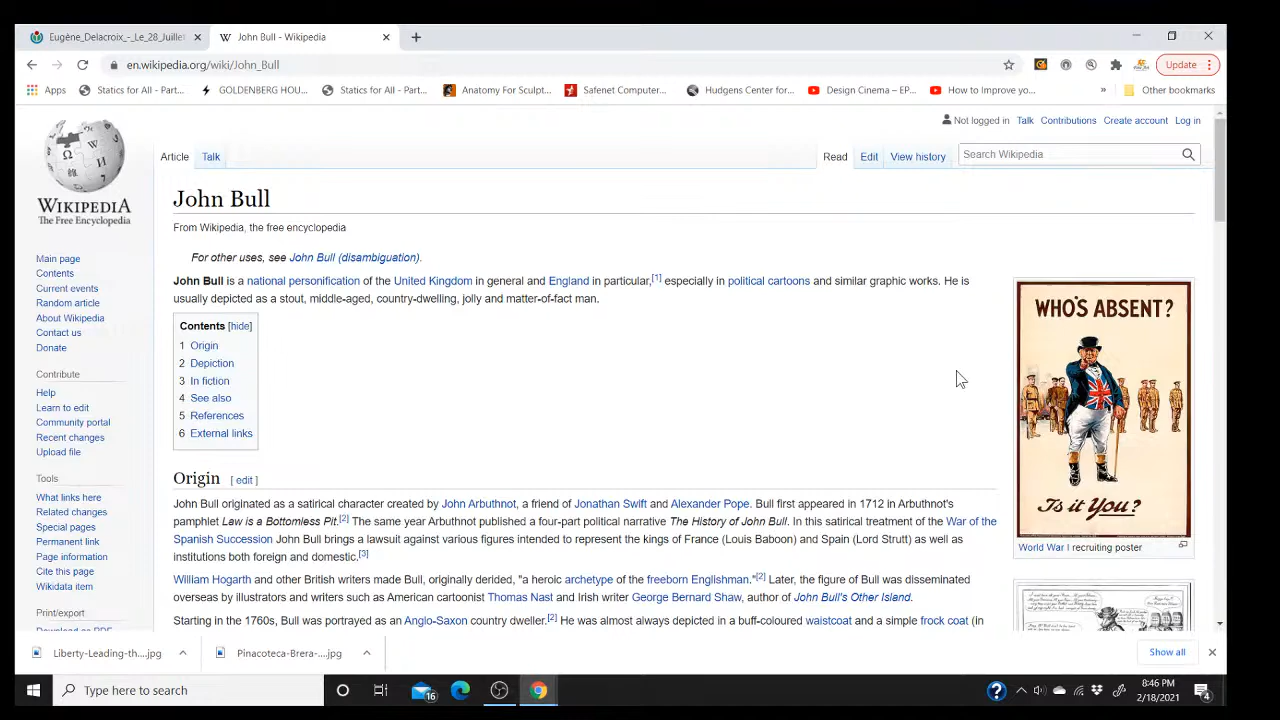 Eugène_Delacroix_-_Le_28_Juillet
John Bull - Wikipedia
en.wikipedia.org/wiki/John_Bull
Update
Apps
Statics for All - Part...
GOLDENBERG HOU...
Statics for All - Part...
Anatomy For Sculpt...
Safenet Computer...
Hudgens Center for...
Design Cinema – EP...
How to Improve yo...
»
Other bookmarks
Not logged in Talk Contributions Create account Log in
Article Talk
Read Edit View history
Search Wikipedia
WIKIPEDIA
The Free Encyclopedia
Main page
Contents
Current events
Random article
About Wikipedia
Contact us
Donate
Contribute
Help
Learn to edit
Community portal
Recent changes
Upload file
Tools
What links here
Related changes
Special pages
Permanent link
Page information
Cite this page
Wikidata item
Print/export
Download as PDF
John Bull
From Wikipedia, the free encyclopedia
For other uses, see John Bull (disambiguation).
John Bull is a national personification of the United Kingdom in general and England in particular,[1] especially in political cartoons and similar graphic works. He is
usually depicted as a stout, middle-aged, country-dwelling, jolly and matter-of-fact man.
Contents [hide]
1 Origin
2 Depiction
3 In fiction
4 See also
5 References
6 External links
Origin [ edit ]
John Bull originated as a satirical character created by John Arbuthnot, a friend of Jonathan Swift and Alexander Pope. Bull first appeared in 1712 in Arbuthnot's
pamphlet Law is a Bottomless Pit.[2] The same year Arbuthnot published a four-part political narrative The History of John Bull. In this satirical treatment of the War of the
Spanish Succession John Bull brings a lawsuit against various figures intended to represent the kings of France (Louis Baboon) and Spain (Lord Strutt) as well as
institutions both foreign and domestic.[3]
William Hogarth and other British writers made Bull, originally derided, "a heroic archetype of the freeborn Englishman."[2] Later, the figure of Bull was disseminated
overseas by illustrators and writers such as American cartoonist Thomas Nast and Irish writer George Bernard Shaw, author of John Bull's Other Island.
Starting in the 1760s, Bull was portrayed as an Anglo-Saxon country dweller.[2] He was almost always depicted in a buff-coloured waistcoat and a simple frock coat (in
WHO'S ABSENT?
Is it You?
World War I recruiting poster
Liberty-Leading-th....jpg
Pinacoteca-Brera-....jpg
Show all
Type here to search
16
8:46 PM
2/18/2021
4